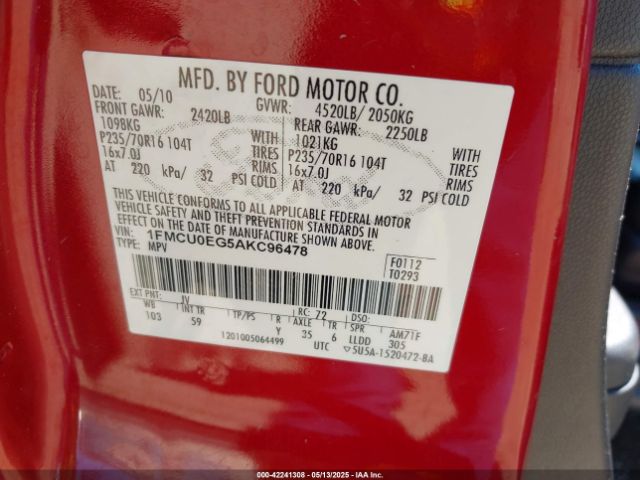 MFD. BY FORD MOTOR CO.
DATE: 05/10 GVWR: 4520LB/ 2050KG
FRONT GAWR: 2420LB REAR GAWR: 2250LB
1098KG WITH 1021KG WITH
P235/70R16 104T TIRES P235/70R16 104T TIRES
16x7.0J RIMS 16x7.0J RIMS
AT 220 kPa/ 32 PSI COLD AT 220 kPa/ 32 PSI COLD
THIS VEHICLE CONFORMS TO ALL APPLICABLE FEDERAL MOTOR
VEHICLE SAFETY AND THEFT PREVENTION STANDARDS IN
EFFECT ON THE DATE OF MANUFACTURE SHOWN ABOVE.
VIN: 1FMCU0EG5AKC96478
TYPE: MPV
F0112
T0293
EXT PNT: JV RC: 72 DSO:
WB INT TR TP/PS R AXLE TR SPR AM71F
103 59 Y 35 6 LLDD 305
1201005064499 UTC ▽5U5A-1520472-BA
000-42241308 - 05/13/2025 - IAAI.COM